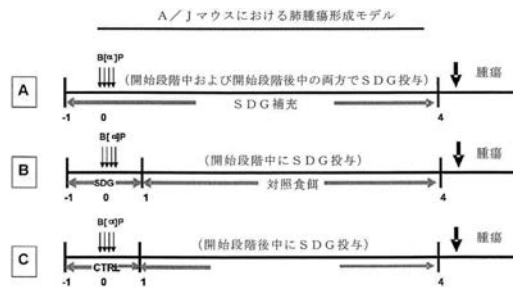 A／Jマウスにおける肺腫瘍形成モデル
B[α]P
(開始段階中および開始段階後中の両方でSDG投与)
腫瘍
A
SDG補充
-1 0 4
B[α]P
(開始段階中にSDG投与)
腫瘍
B
SDG
対照食餌
-1 0 1 4
B[α]P
(開始段階後中にSDG投与)
腫瘍
C
CTRL
-1 0 1 4